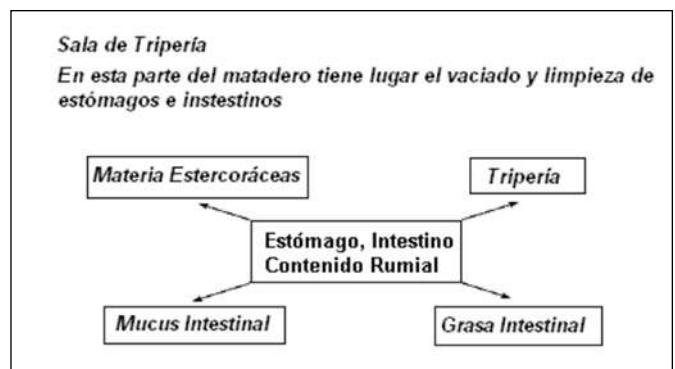 Sala de Tripería
En esta parte del matadero tiene lugar el vaciado y limpieza de
estómagos e instestinos
Materia Estercoráceas
Tripería
Estómago, Intestino
Contenido Rumial
Mucus Intestinal
Grasa Intestinal